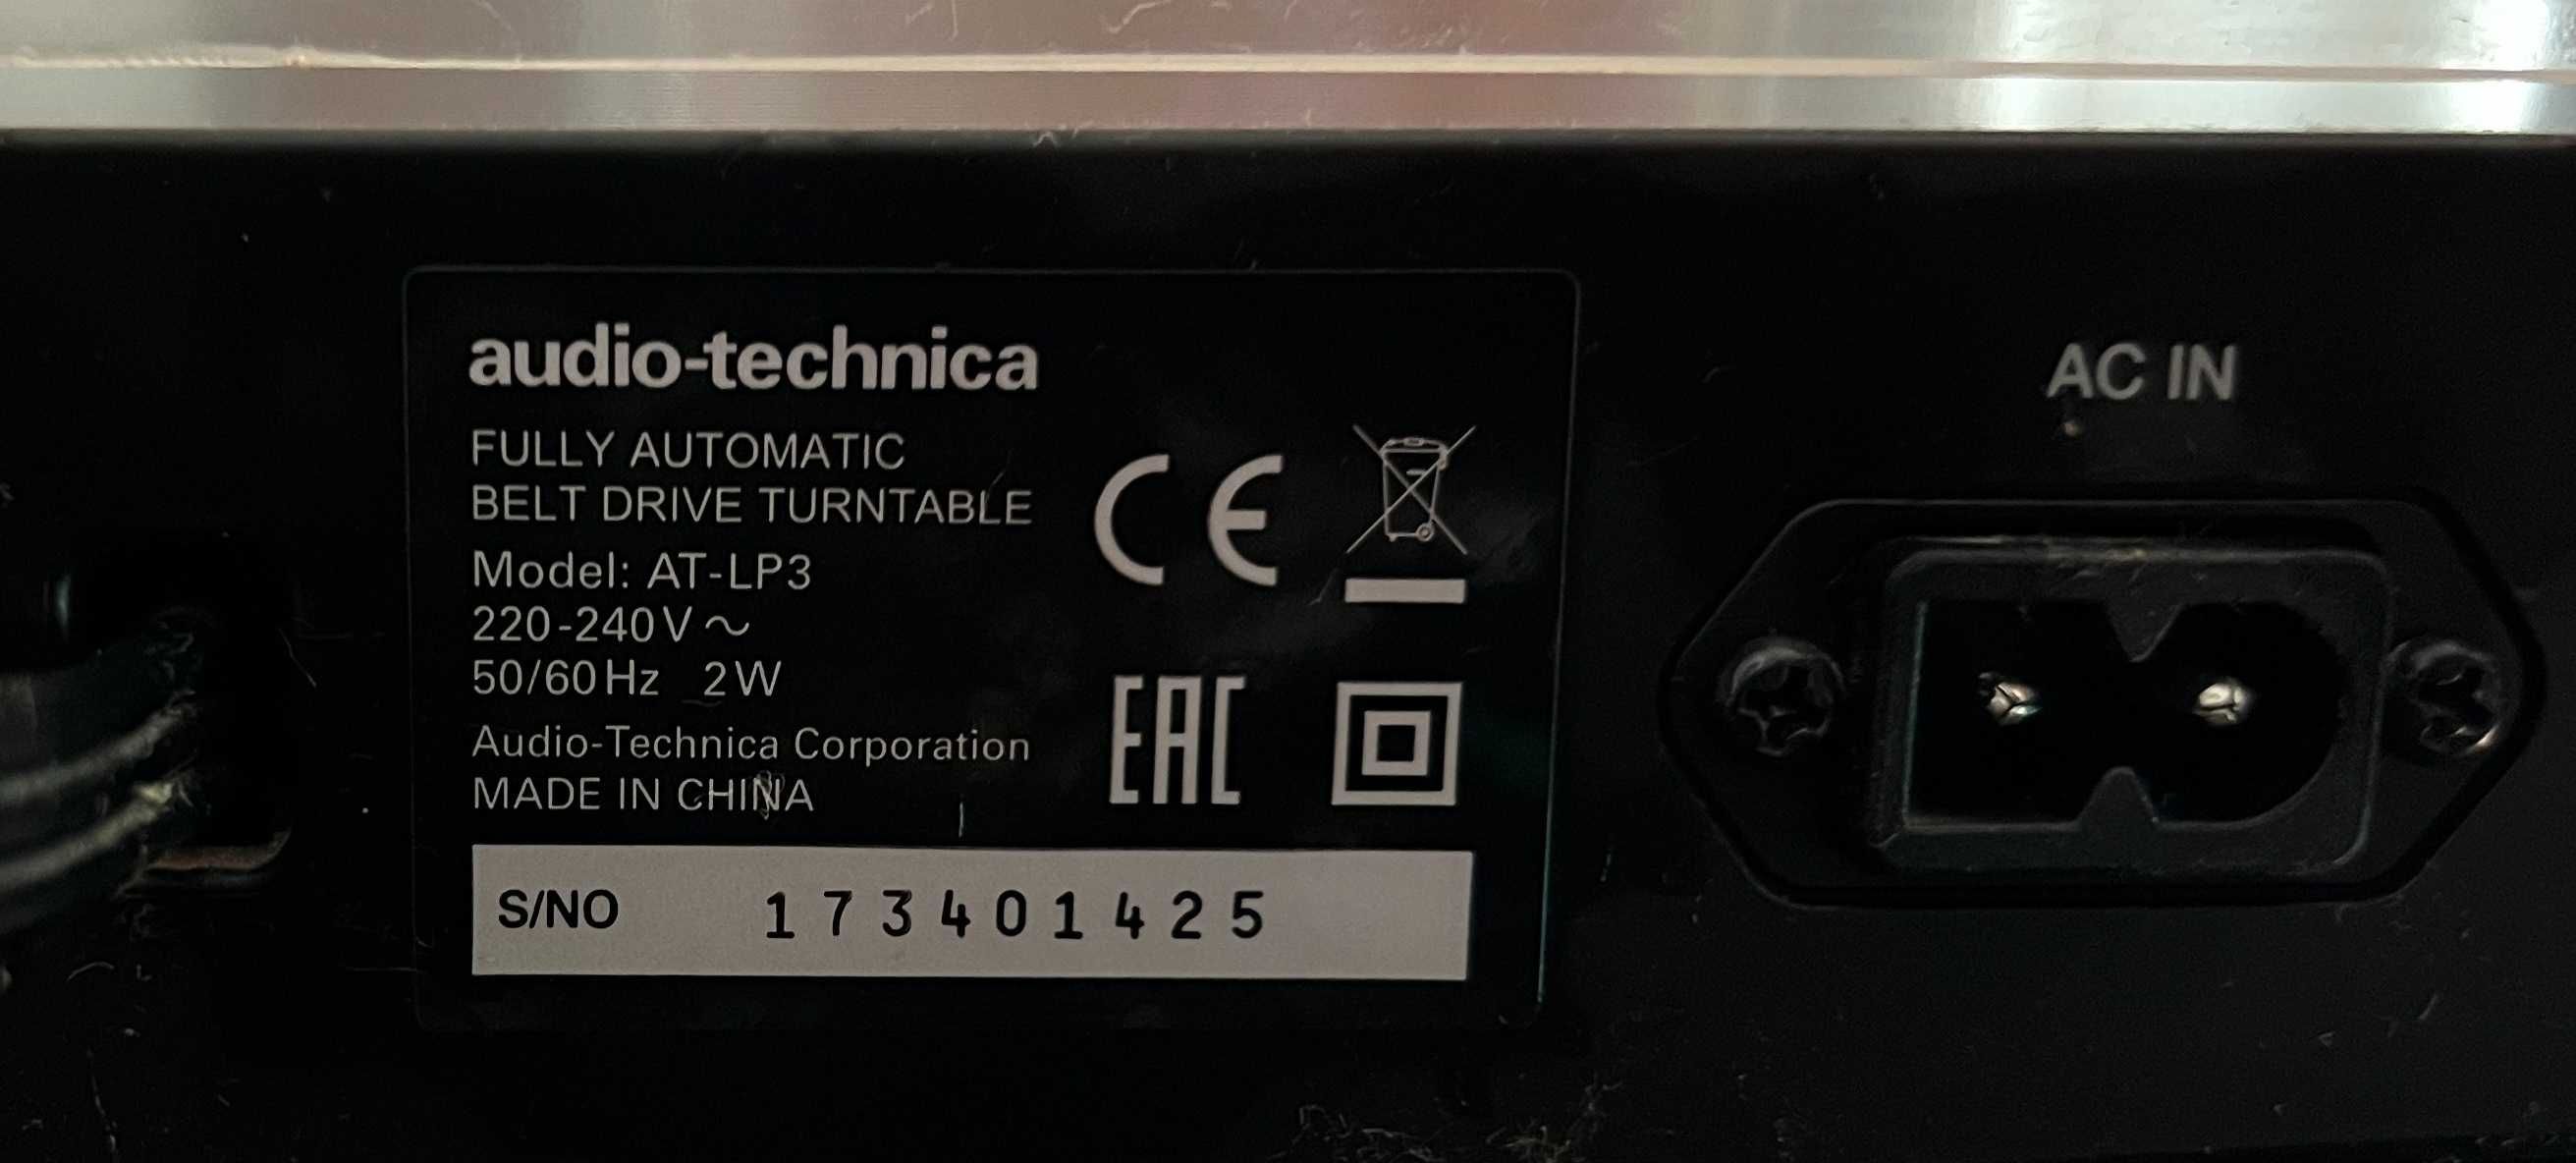 audio-technica
FULLY AUTOMATIC
BELT DRIVE TURNTABLE
Model: AT-LP3
220-240V~
50/60Hz 2W
Audio-Technica Corporation
MADE IN CHINA
CE
EAC
S/NO 173401425
AC IN